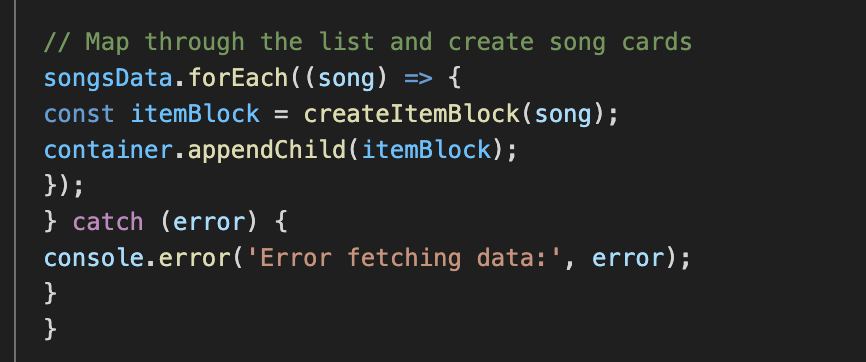 // Map through the list and create song cards
songsData.forEach((song) => {
const itemBlock = createItemBlock(song);
container.appendChild(itemBlock);
});
} catch (error) {
console.error('Error fetching data:', error);
}
}